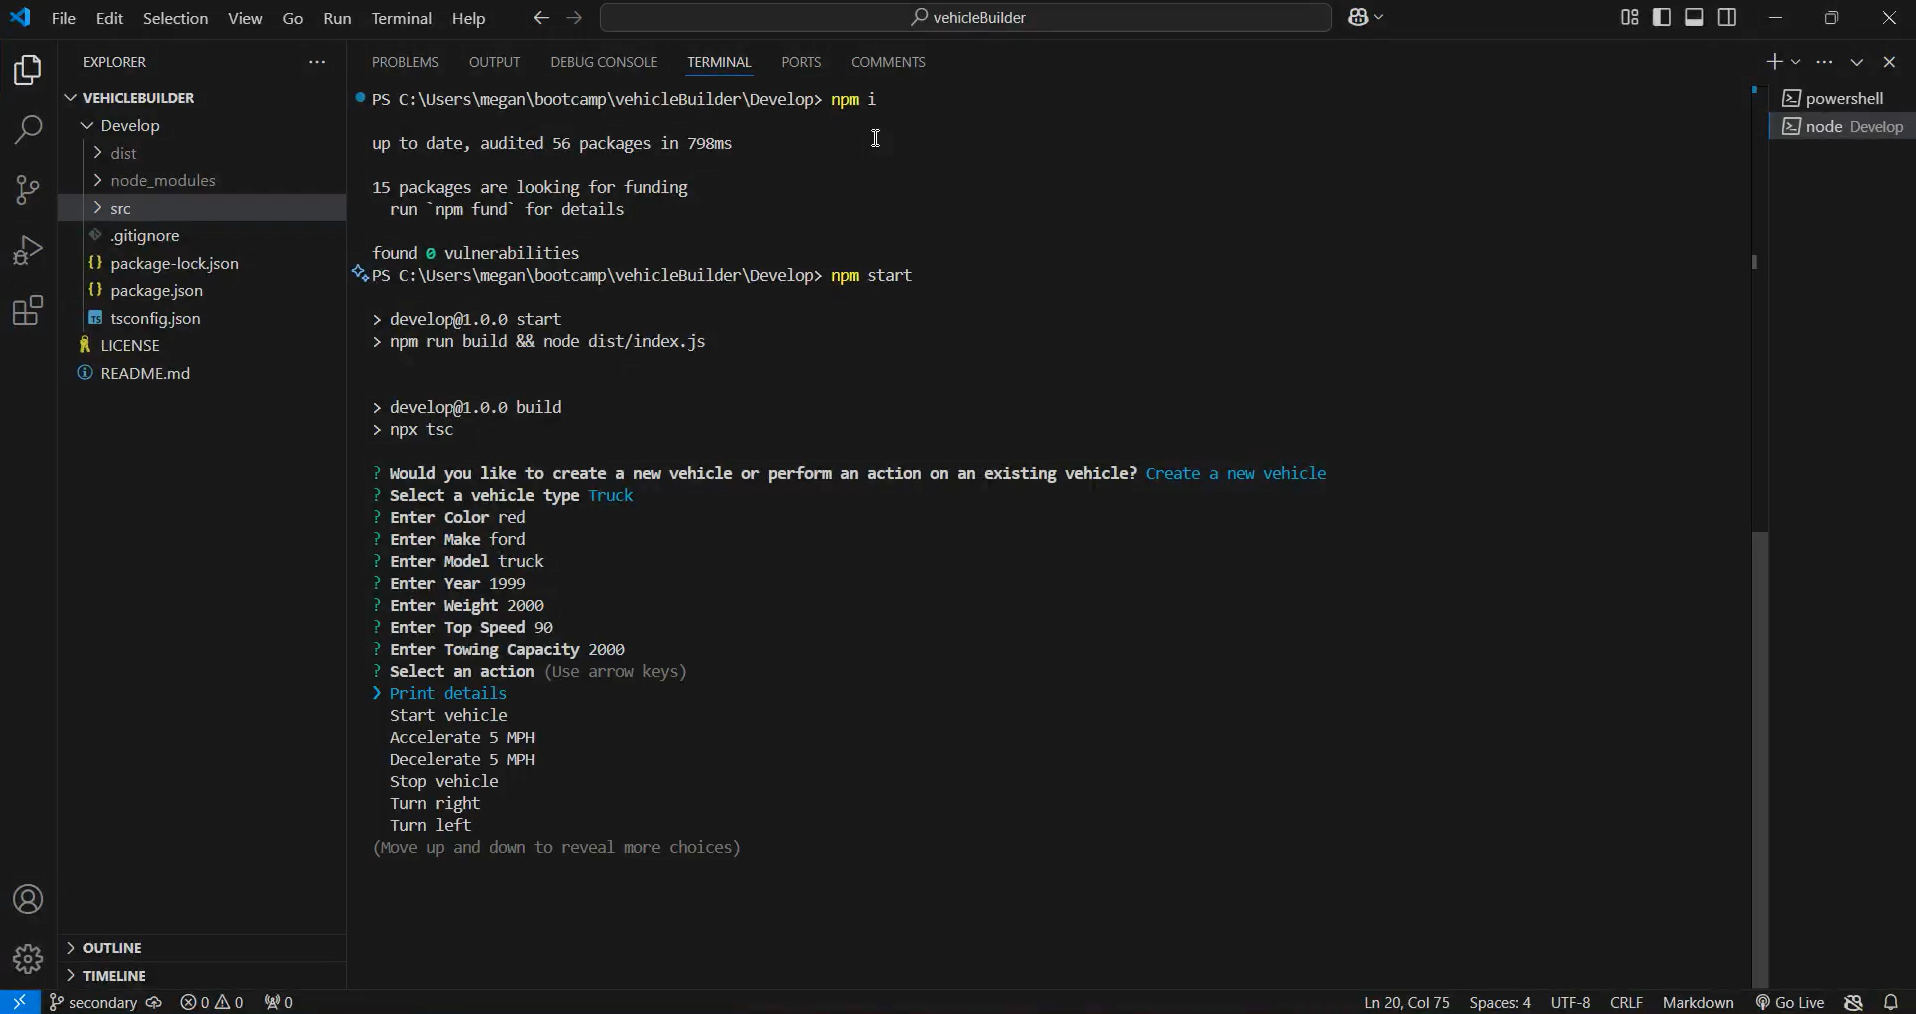 File Edit Selection View Go Run Terminal Help
vehicleBuilder
EXPLORER
VEHICLEBUILDER
Develop
dist
node_modules
src
.gitignore
package-lock.json
package.json
tsconfig.json
LICENSE
README.md
OUTLINE
TIMELINE
PROBLEMS OUTPUT DEBUG CONSOLE TERMINAL PORTS COMMENTS
PS C:\Users\megan\bootcamp\vehicleBuilder\Develop> npm i
up to date, audited 56 packages in 798ms
15 packages are looking for funding
run `npm fund` for details
found 0 vulnerabilities
PS C:\Users\megan\bootcamp\vehicleBuilder\Develop> npm start
> develop@1.0.0 start
> npm run build && node dist/index.js
> develop@1.0.0 build
> npx tsc
? Would you like to create a new vehicle or perform an action on an existing vehicle? Create a new vehicle
? Select a vehicle type Truck
? Enter Color red
? Enter Make ford
? Enter Model truck
? Enter Year 1999
? Enter Weight 2000
? Enter Top Speed 90
? Enter Towing Capacity 2000
? Select an action (Use arrow keys)
❯ Print details
Start vehicle
Accelerate 5 MPH
Decelerate 5 MPH
Stop vehicle
Turn right
Turn left
(Move up and down to reveal more choices)
powershell
node Develop
secondary 0 0 0
Ln 20, Col 75 Spaces: 4 UTF-8 CRLF Markdown Go Live